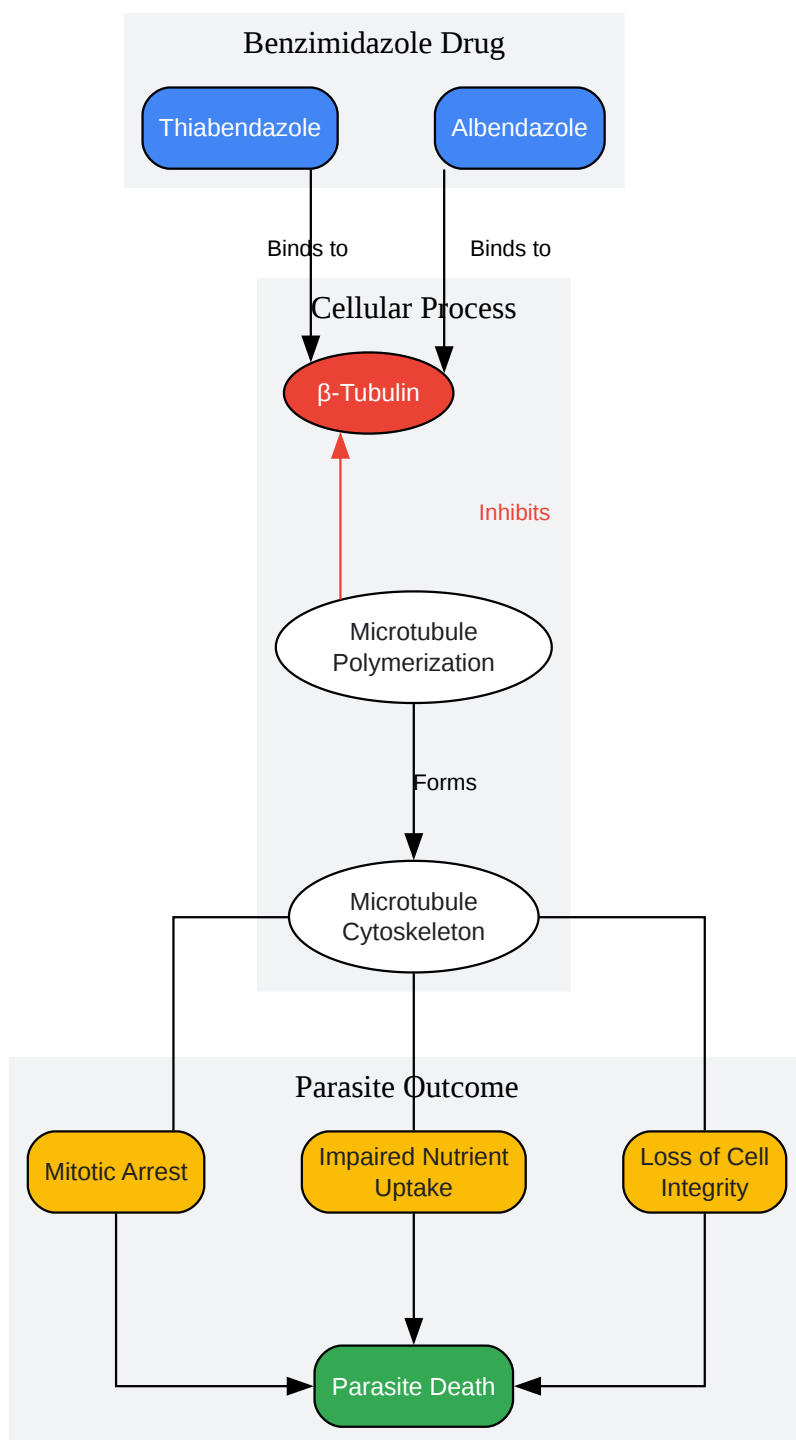 Benzimidazole Drug
Thiabendazole
Albendazole
Binds to
Binds to
Cellular Process
β-Tubulin
Inhibits
Microtubule
Polymerization
Forms
Microtubule
Cytoskeleton
Parasite Outcome
Mitotic Arrest
Impaired Nutrient
Uptake
Loss of Cell
Integrity
Parasite Death